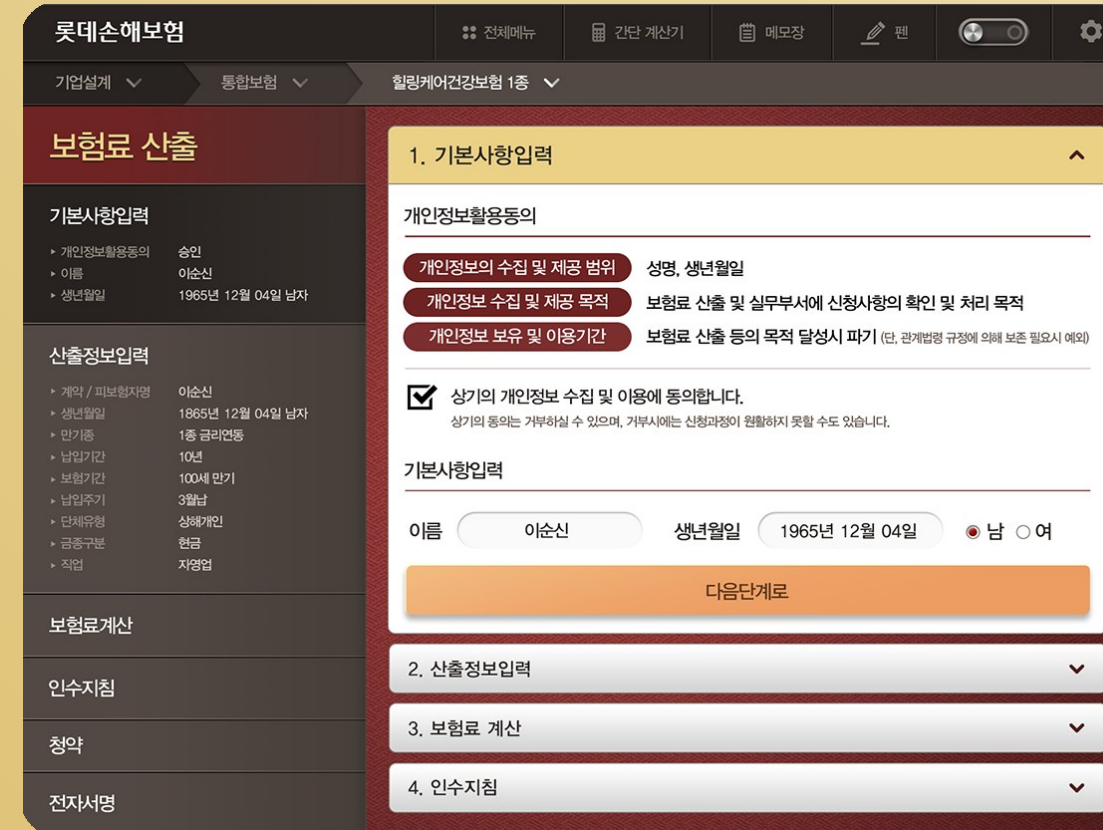 롯데손해보험
전체메뉴 간단 계산기 메모장 펜
기업설계 통합보험 힐링케어건강보험 1종
보험료 산출
기본사항입력
개인정보활용동의 승인
이름 이순신
생년월일 1965년 12월 04일 남자
산출정보입력
계약 / 피보험자명 이순신
생년월일 1865년 12월 04일 남자
만기종 1종 금리연동
납입기간 10년
보험기간 100세 만기
납입주기 3월납
단체유형 상해개인
금종구분 현금
직업 자영업
보험료계산
인수지침
청약
전자서명
1. 기본사항입력
개인정보활용동의
개인정보의 수집 및 제공 범위 성명, 생년월일
개인정보 수집 및 제공 목적 보험료 산출 및 실무부서에 신청사항의 확인 및 처리 목적
개인정보 보유 및 이용기간 보험료 산출 등의 목적 달성시 파기 (단, 관계법령 규정에 의해 보존 필요시 예외)
상기의 개인정보 수집 및 이용에 동의합니다.
상기의 동의는 거부하실 수 있으며, 거부시에는 신청과정이 원활하지 못할 수도 있습니다.
기본사항입력
이름 이순신 생년월일 1965년 12월 04일 남 여
다음단계로
2. 산출정보입력
3. 보험료 계산
4. 인수지침